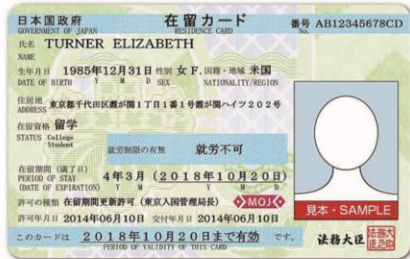 日本国政府 在留カード 番号 AB12345678CD
GOVERNMENT OF JAPAN RESIDENCE CARD No.
氏名 TURNER ELIZABETH
NAME
生年月日 1985年12月31日 性別 女 F. 国籍・地域 米国
DATE OF BIRTH Y M D SEX NATIONALITY/REGION
住居地 東京都千代田区霞が関1丁目1番1号霞が関ハイツ202号
ADDRESS
在留資格 留学
STATUS College Student
就労制限の有無 就労不可
在留期間(満了日) 4年3月(2018年10月20日)
PERIOD OF STAY (DATE OF EXPIRATION) Y M Y M D
許可の種類 在留期間更新許可(東京入国管理局長) MOJ
許可年月日 2014年06月10日 交付年月日 2014年06月10日
見本・SAMPLE
このカードは 2018年10月20日まで有効 です。
PERIOD OF VALIDITY OF THIS CARD
法務大臣